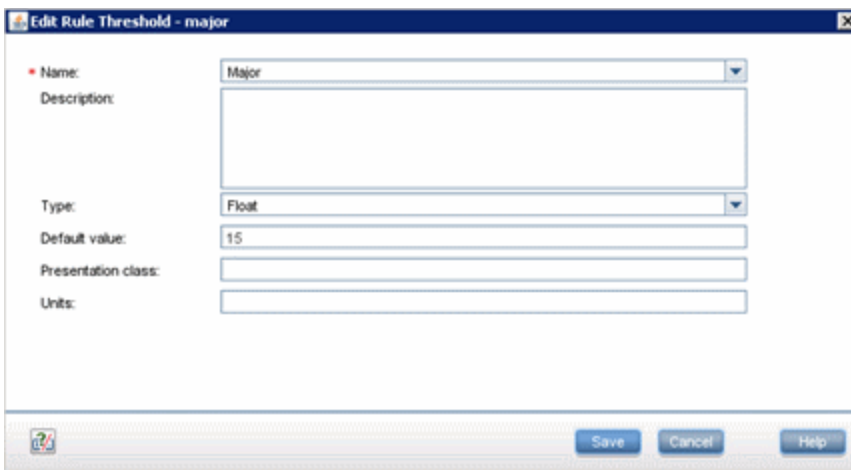 Edit Rule Threshold - major
* Name: Major
Description:
Type: Float
Default value: 15
Presentation class:
Units:
Save Cancel Help